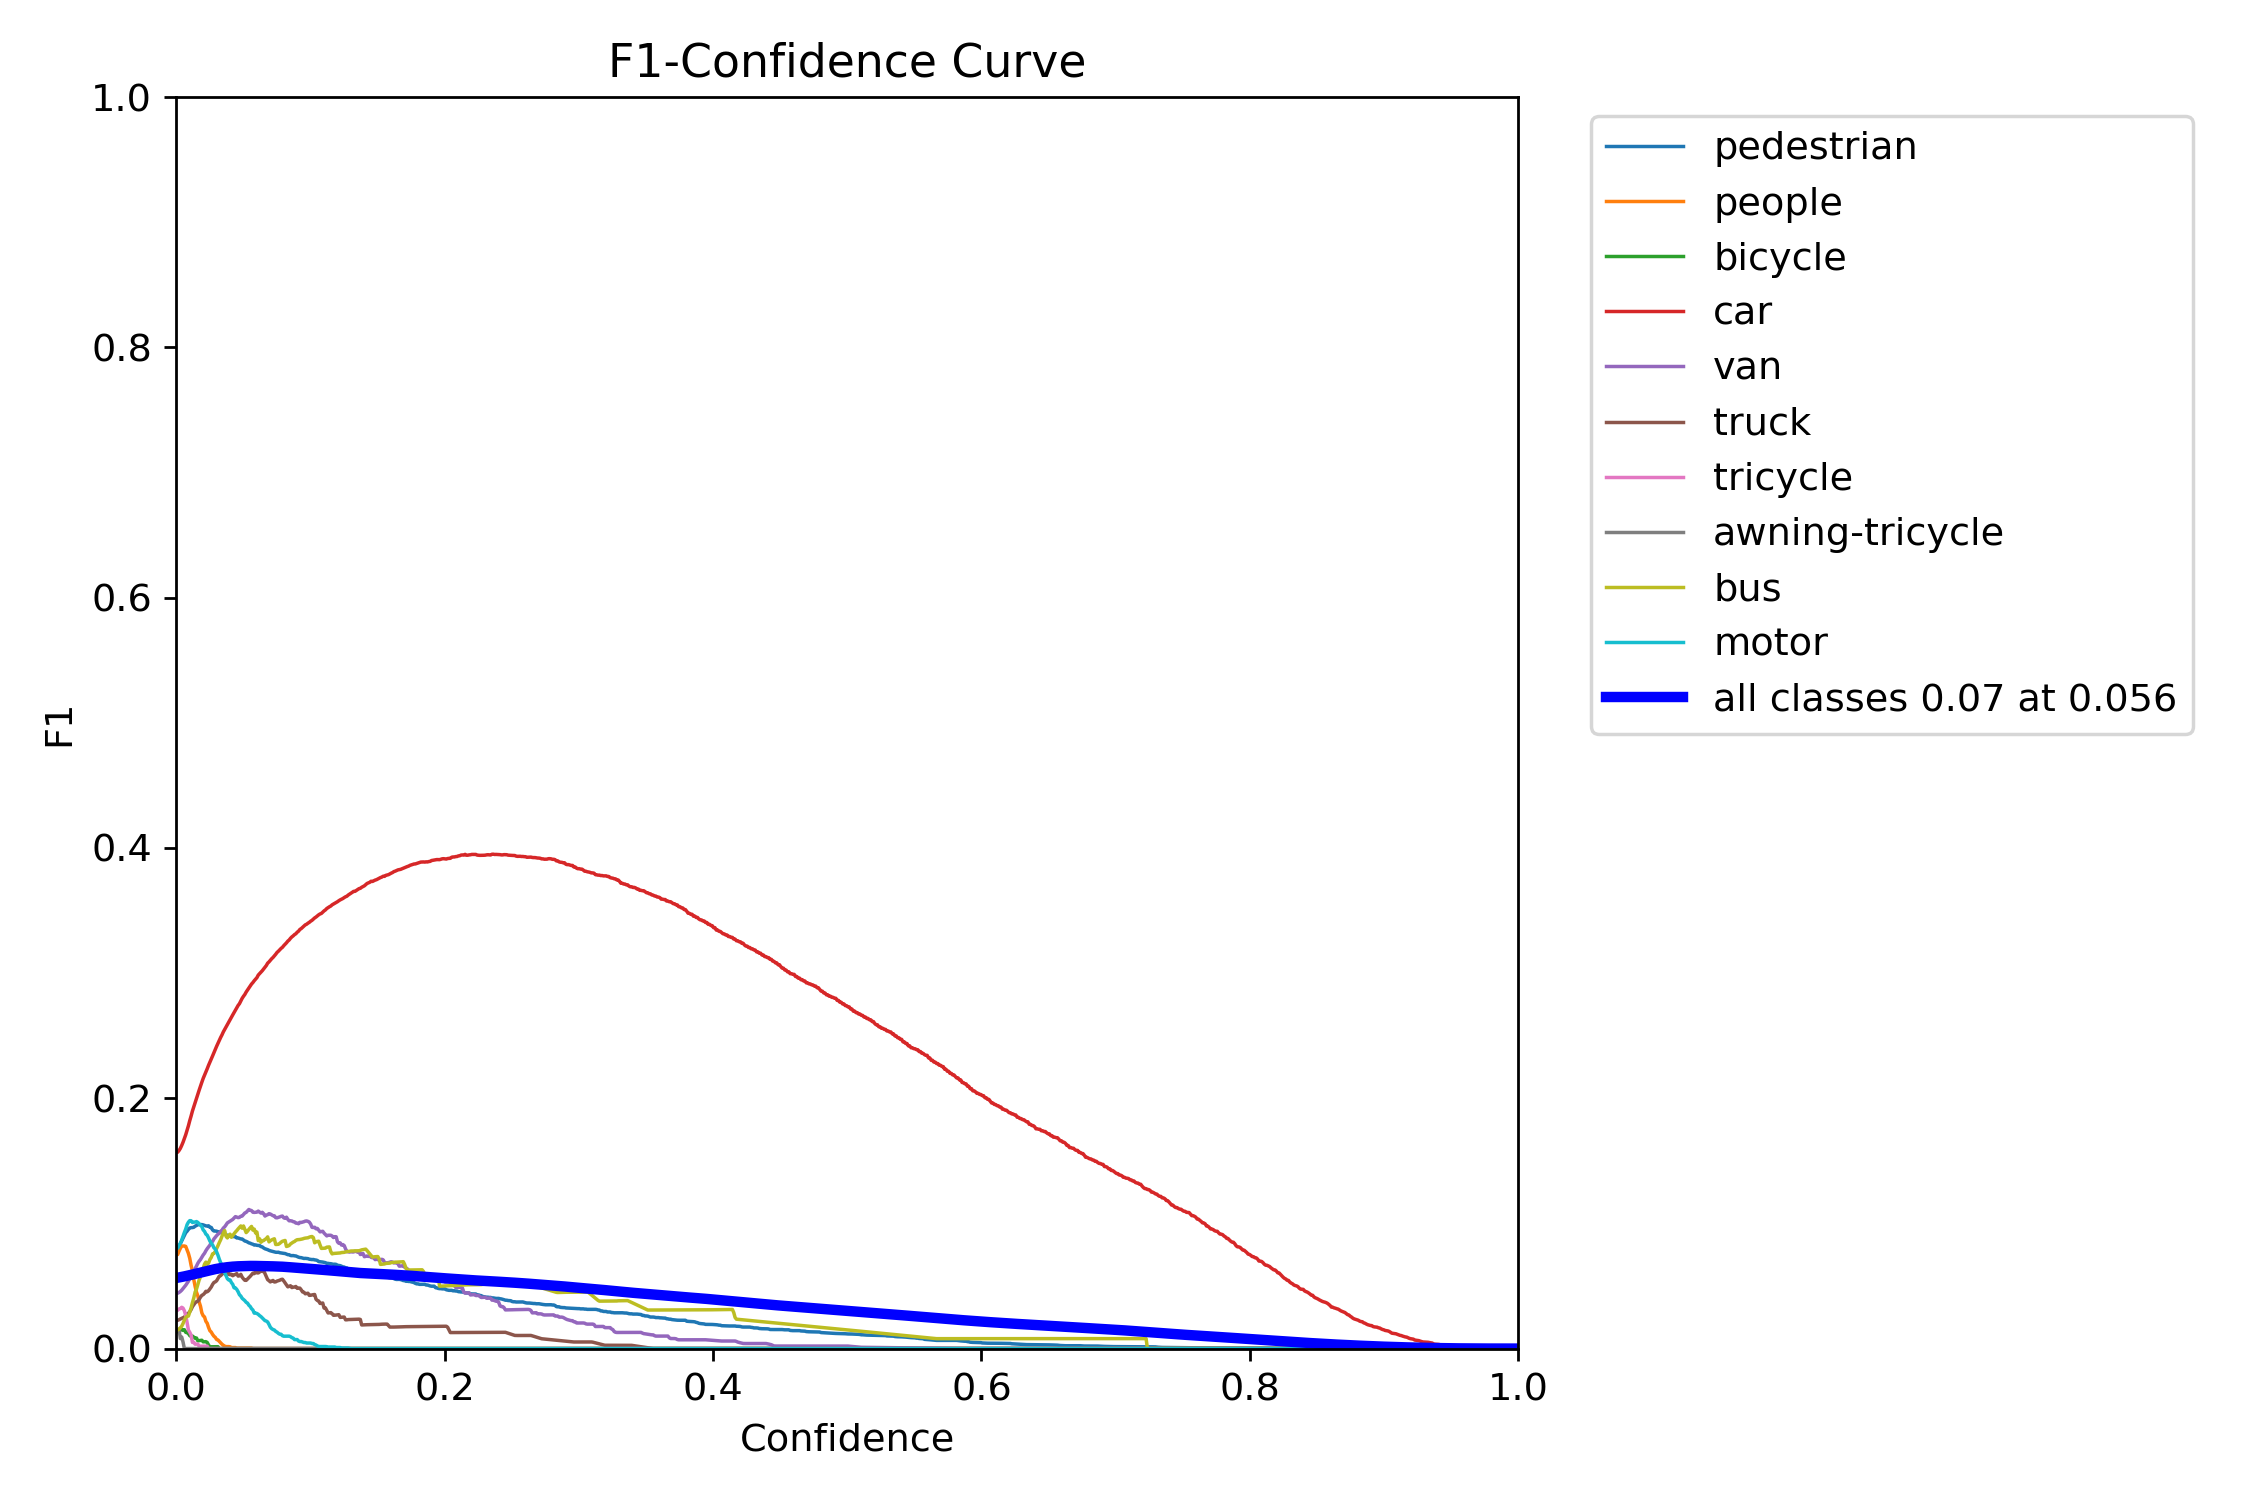 F1-Confidence Curve
1.0
0.8
0.6
0.4
0.2
0.0
F1
0.0 0.2 0.4 0.6 0.8 1.0
Confidence
pedestrian
people
bicycle
car
van
truck
tricycle
awning-tricycle
bus
motor
all classes 0.07 at 0.056